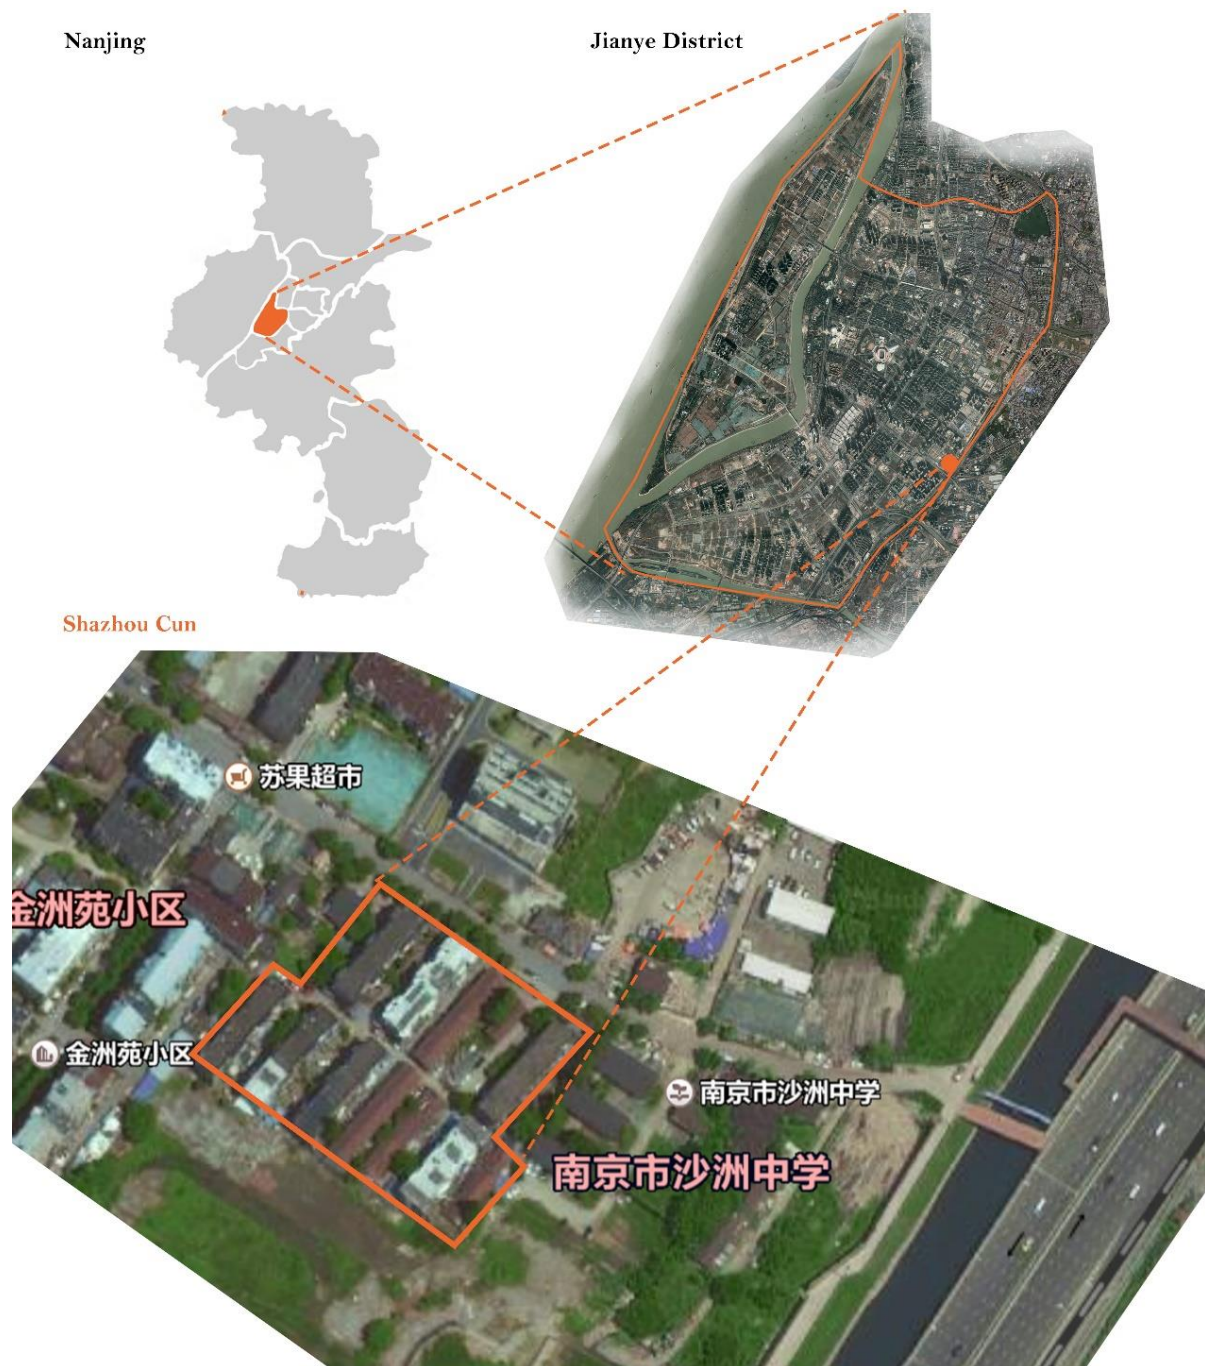 Nanjing
Jianye District
Shazhou Cun
苏果超市
金洲苑小区
金洲苑小区
南京市沙洲中学
南京市沙洲中学